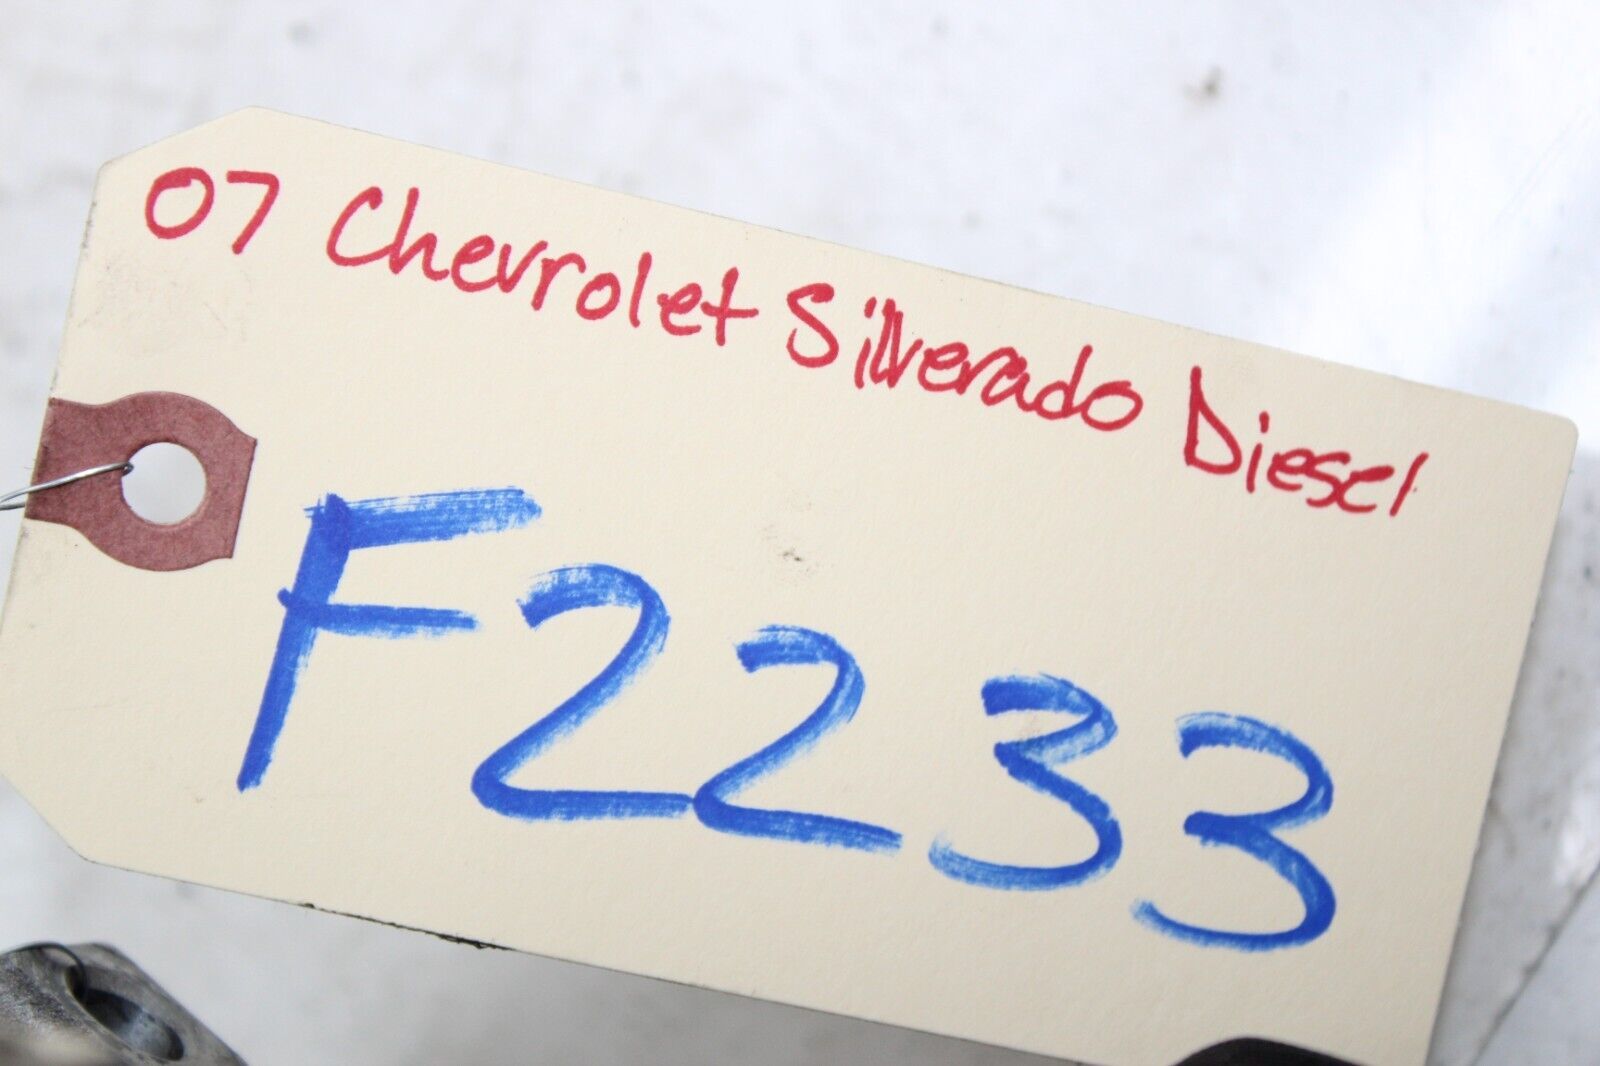 07 Chevrolet Silverado Diesel
F2233